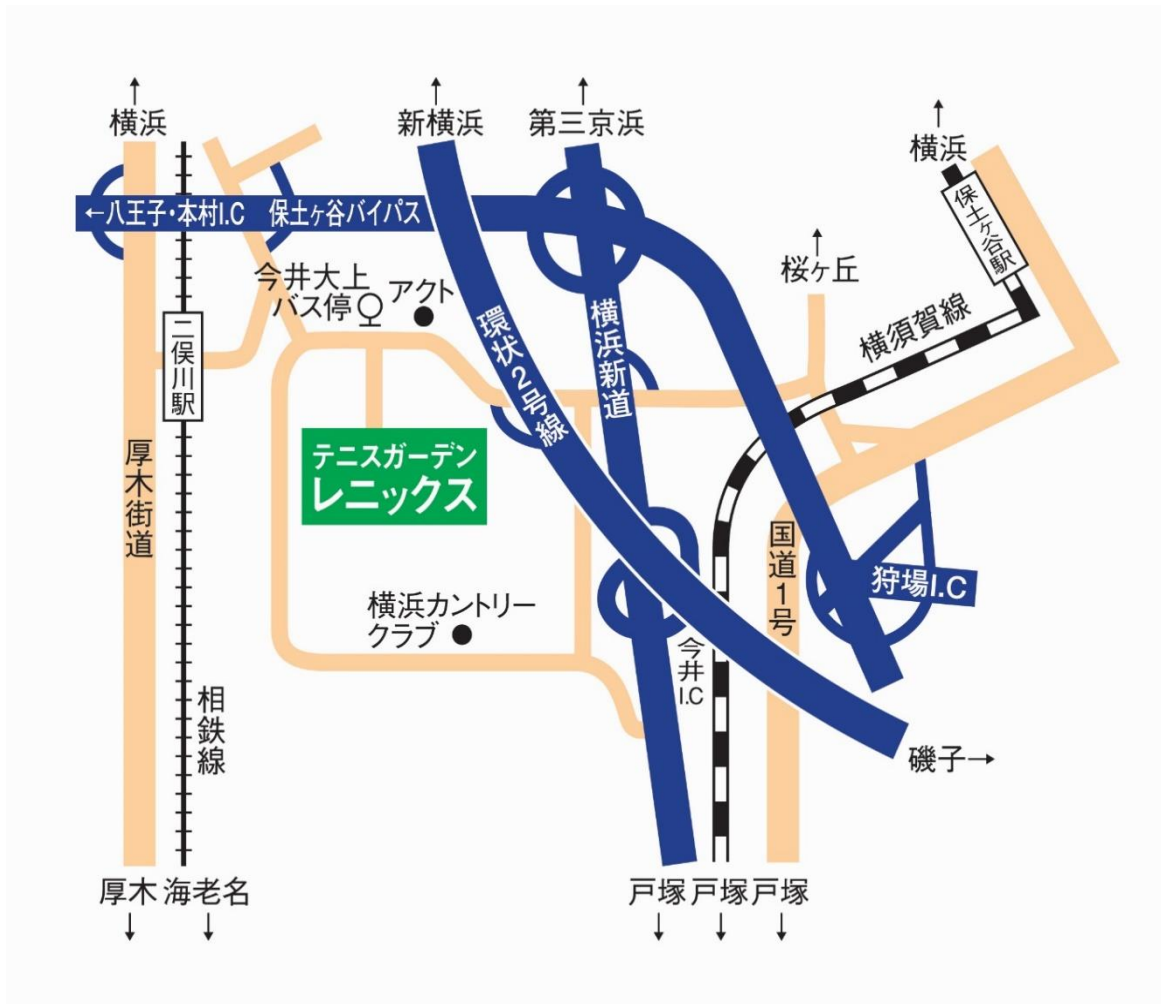 横浜
新横浜
第三京浜
横浜
←八王子・本村I.C 保土ヶ谷バイパス
保土ヶ谷駅
今井大上
バス停
アクト
桜ヶ丘
横須賀線
二俣川駅
環状2号線
横浜新道
テニスガーデン
レニックス
厚木街道
国道1号
狩場I.C
横浜カントリー
クラブ
今井I.C
相鉄線
磯子→
厚木
海老名
戸塚
戸塚
戸塚